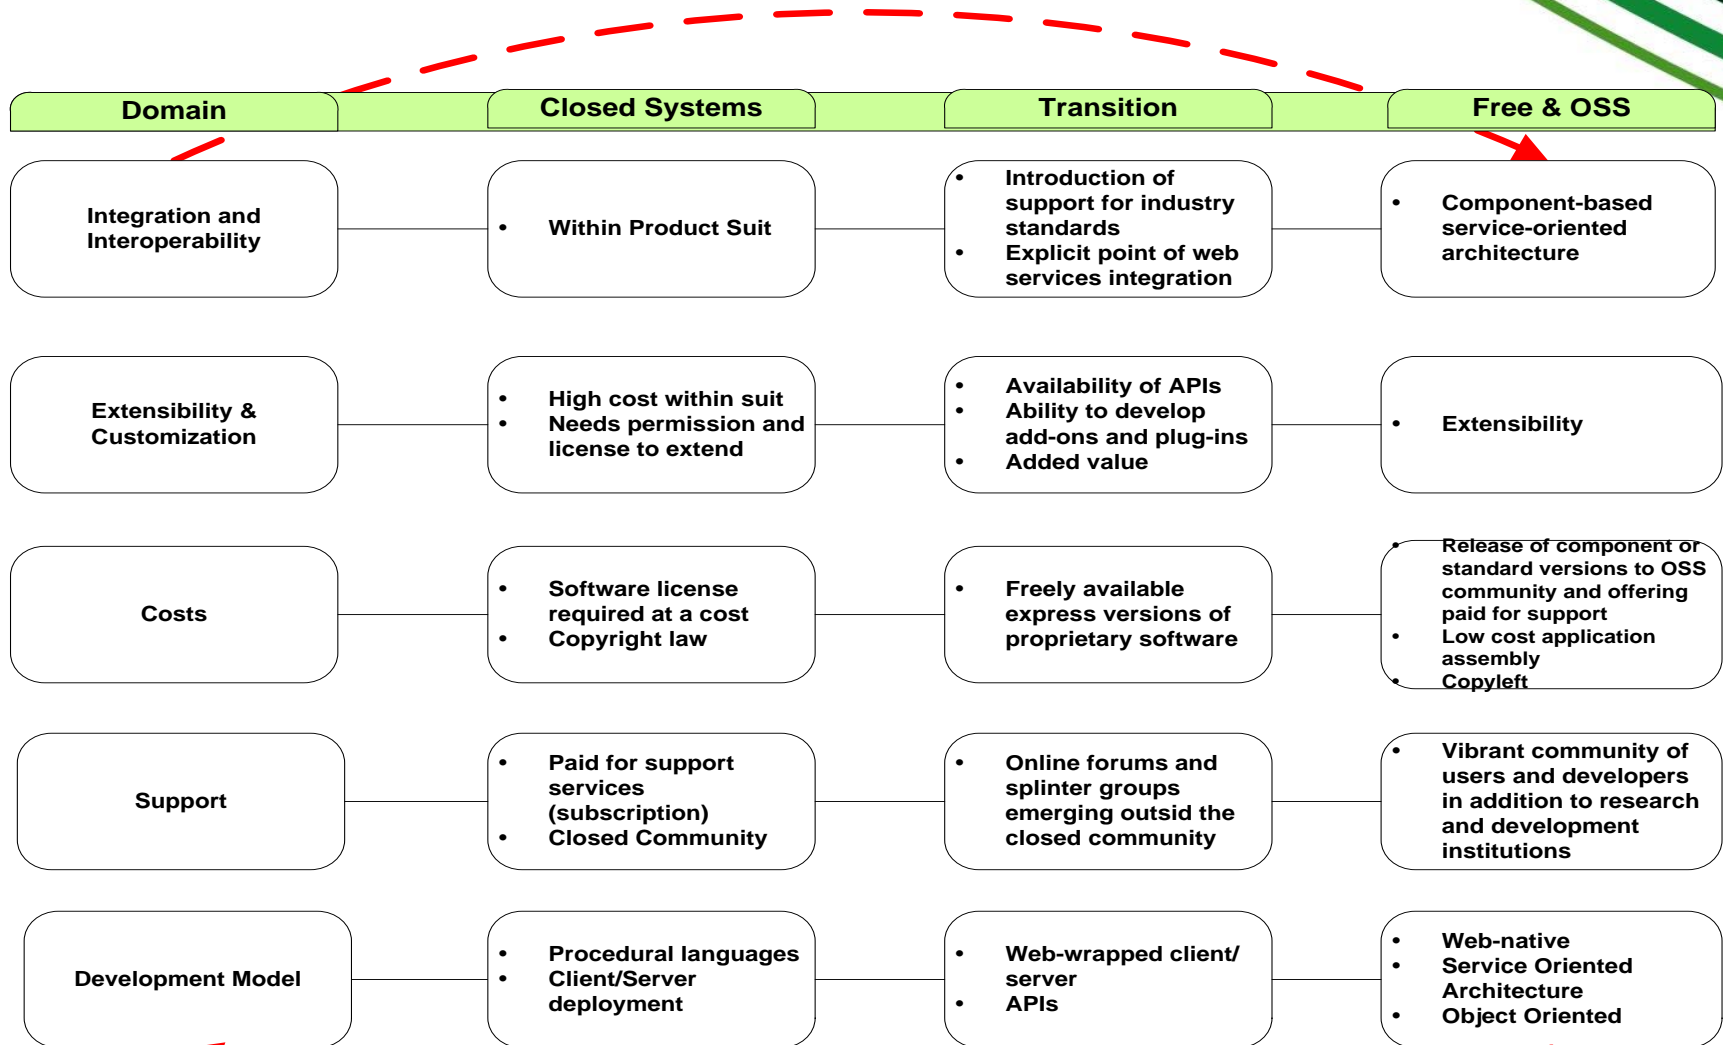 Domain
Closed Systems
Transition
Free & OSS
Integration and
Interoperability
• Within Product Suit
• Introduction of
support for industry
standards
• Explicit point of web
services integration
• Component-based
service-oriented
architecture
Extensibility &
Customization
• High cost within suit
• Needs permission and
license to extend
• Availability of APIs
• Ability to develop
add-ons and plug-ins
• Added value
• Extensibility
Costs
• Software license
required at a cost
• Copyright law
• Freely available
express versions of
proprietary software
• Release of component or
standard versions to OSS
community and offering
paid for support
• Low cost application
assembly
• Copyleft
Support
• Paid for support
services
(subscription)
• Closed Community
• Online forums and
splinter groups
emerging outsid the
closed community
• Vibrant community of
users and developers
in addition to research
and development
institutions
Development Model
• Procedural languages
• Client/Server
deployment
• Web-wrapped client/
server
• APIs
• Web-native
• Service Oriented
Architecture
• Object Oriented